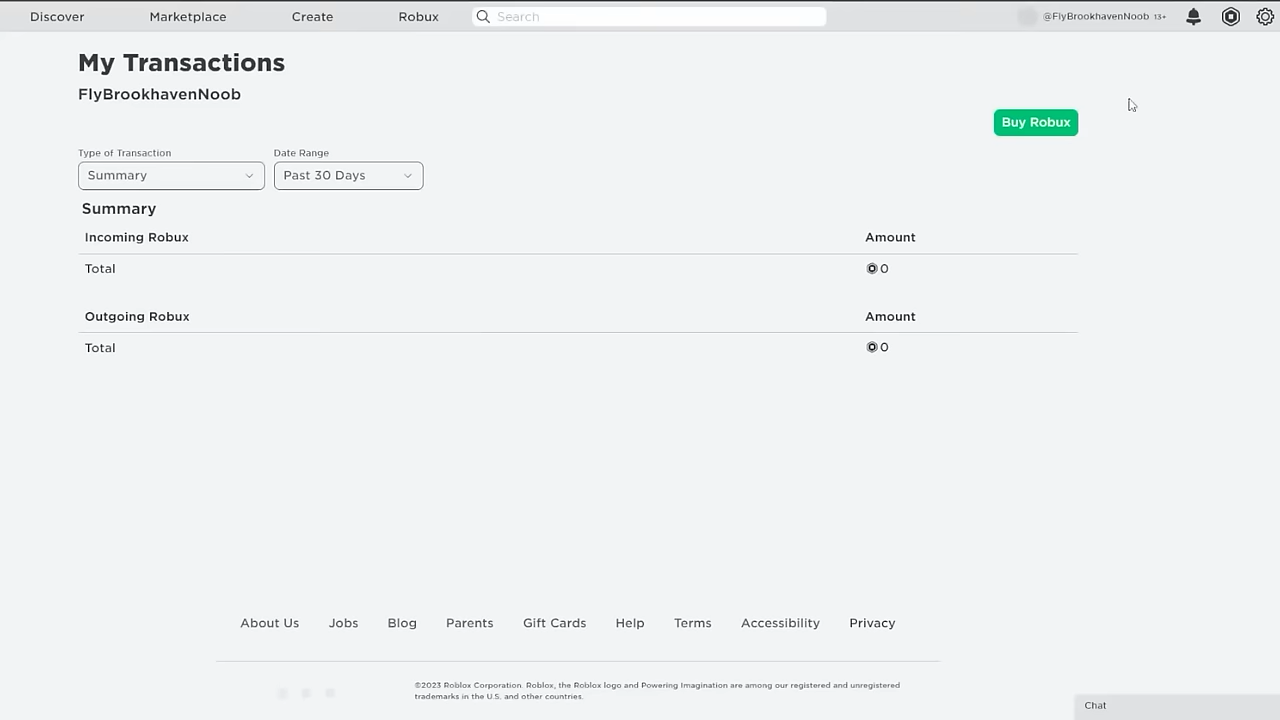 Discover Marketplace Create Robux Search @FlyBrookhavenNoob 13+
My Transactions
FlyBrookhavenNoob
Buy Robux
Type of Transaction Date Range
Summary Past 30 Days
Summary
Incoming Robux Amount
Total 0
Outgoing Robux Amount
Total 0
About Us Jobs Blog Parents Gift Cards Help Terms Accessibility Privacy
©2023 Roblox Corporation. Roblox, the Roblox logo and Powering Imagination are among our registered and unregistered
trademarks in the U.S. and other countries.
Chat